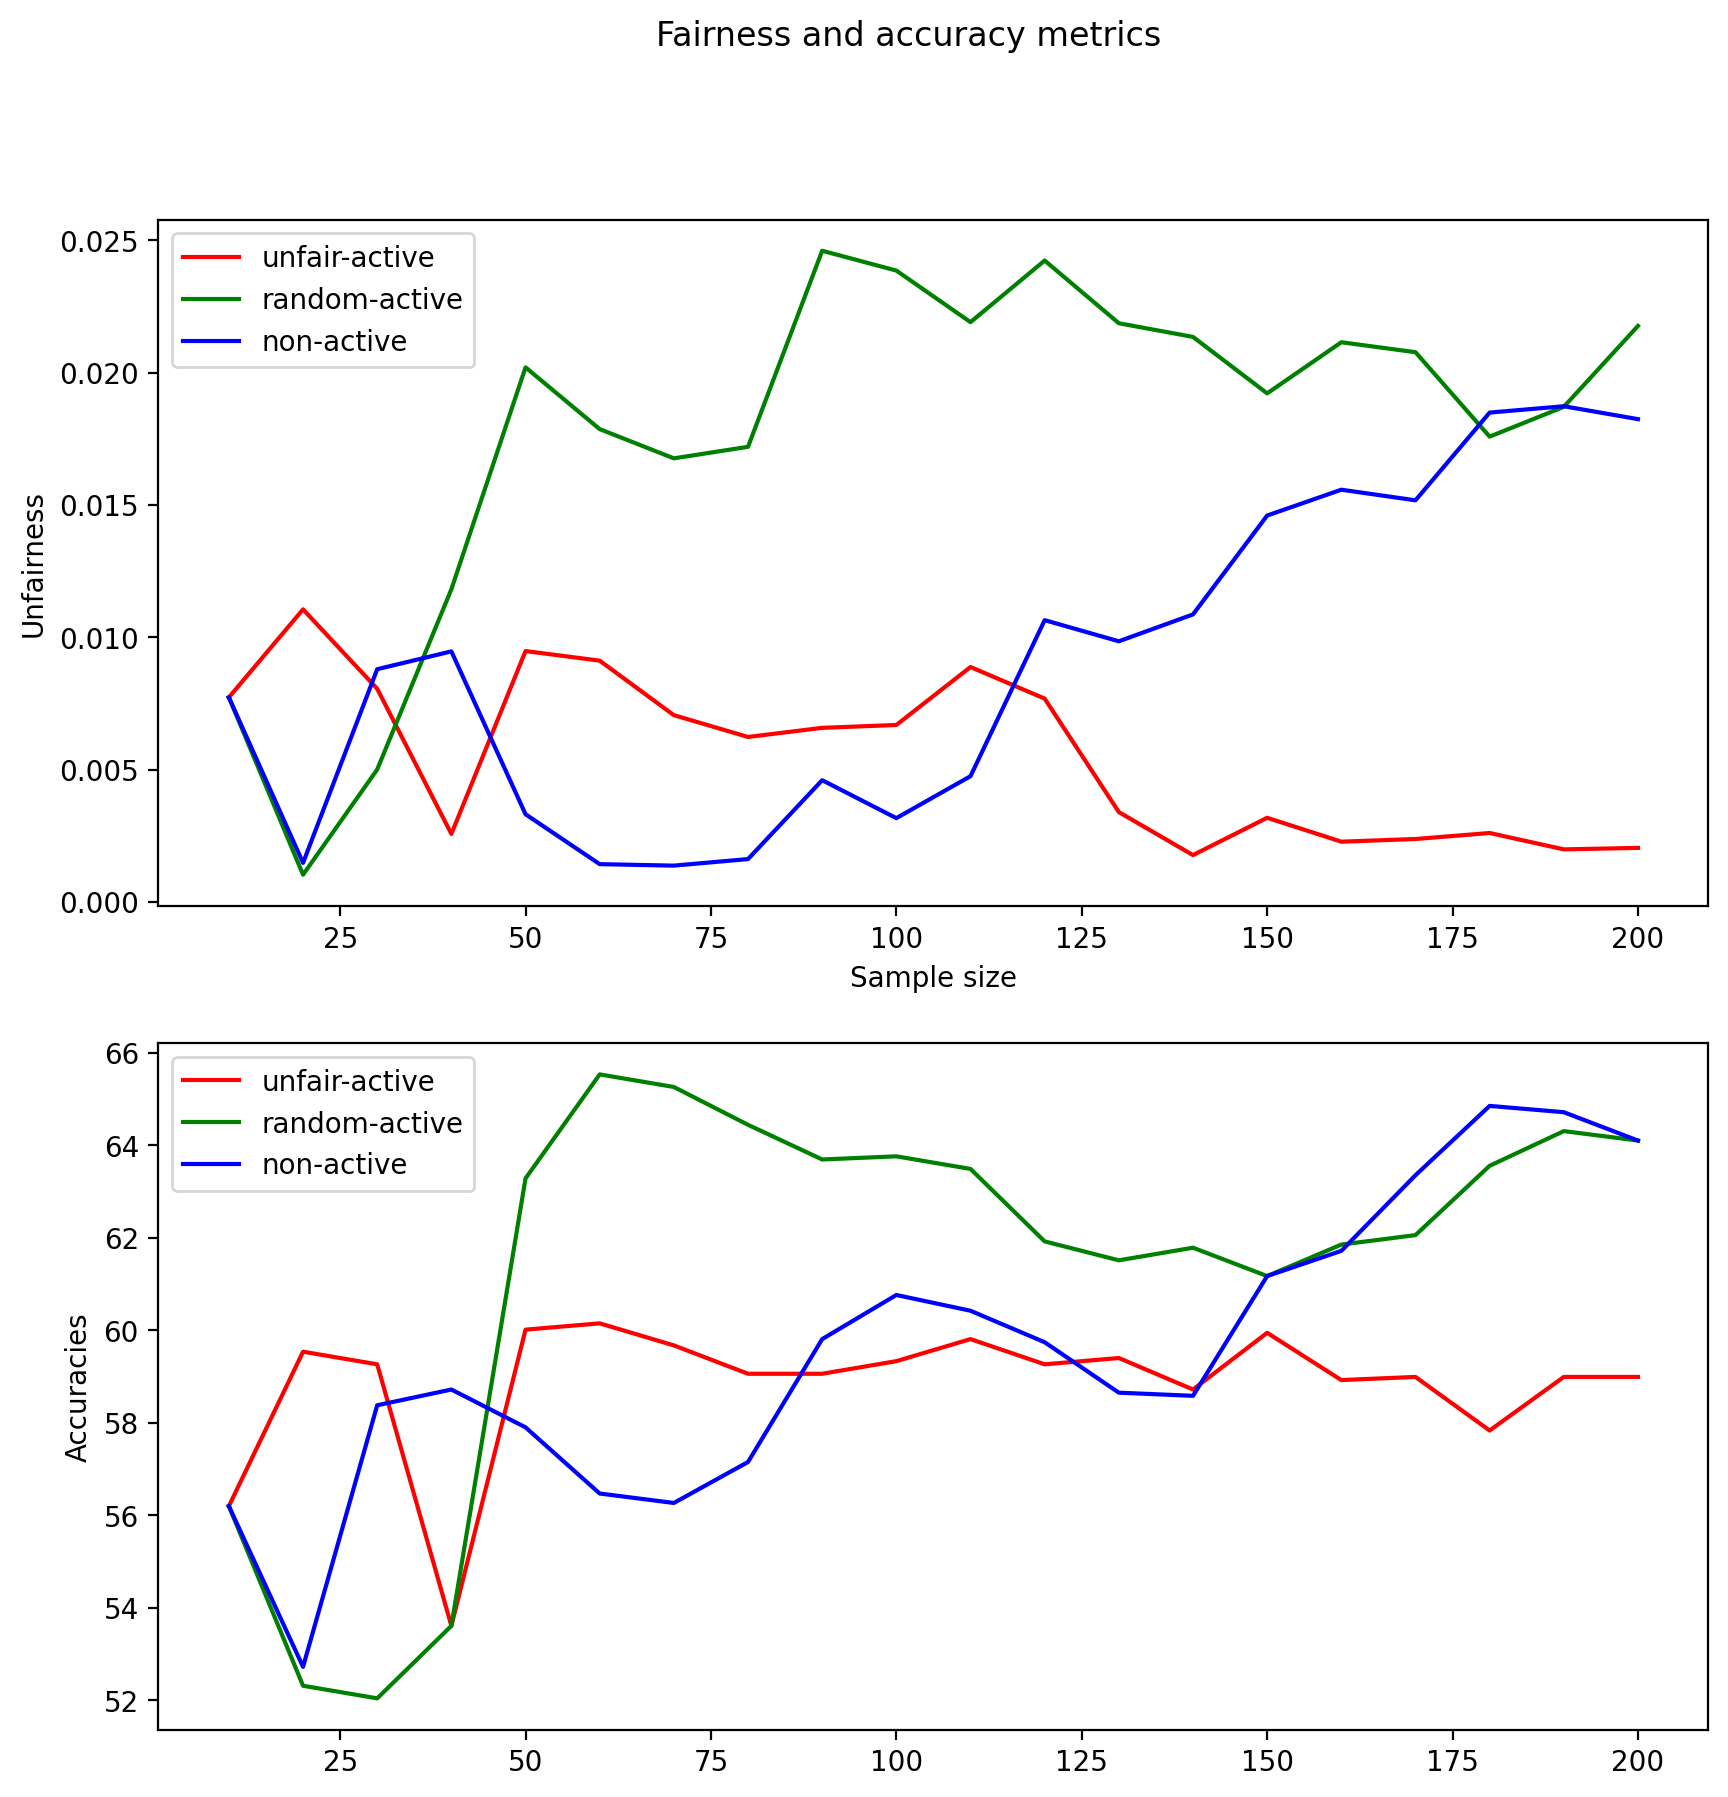 Fairness and accuracy metrics
0.025
0.020
0.015
0.010
0.005
0.000
Unfairness
unfair-active
random-active
non-active
25 50 75 100 125 150 175 200
Sample size
66
64
62
60
58
56
54
52
Accuracies
unfair-active
random-active
non-active
25 50 75 100 125 150 175 200